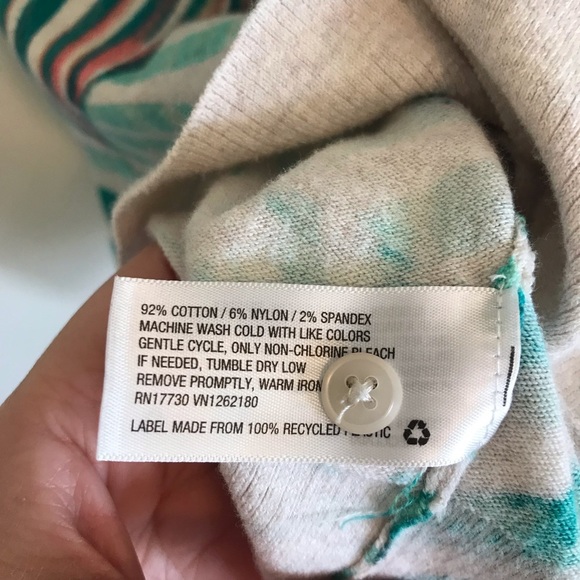 92% COTTON / 6% NYLON / 2% SPANDEX
MACHINE WASH COLD WITH LIKE COLORS
GENTLE CYCLE, ONLY NON-CHLORINE BLEACH
IF NEEDED, TUMBLE DRY LOW
REMOVE PROMPTLY, WARM IRON
RN17730 VN1262180
LABEL MADE FROM 100% RECYCLED PLASTIC